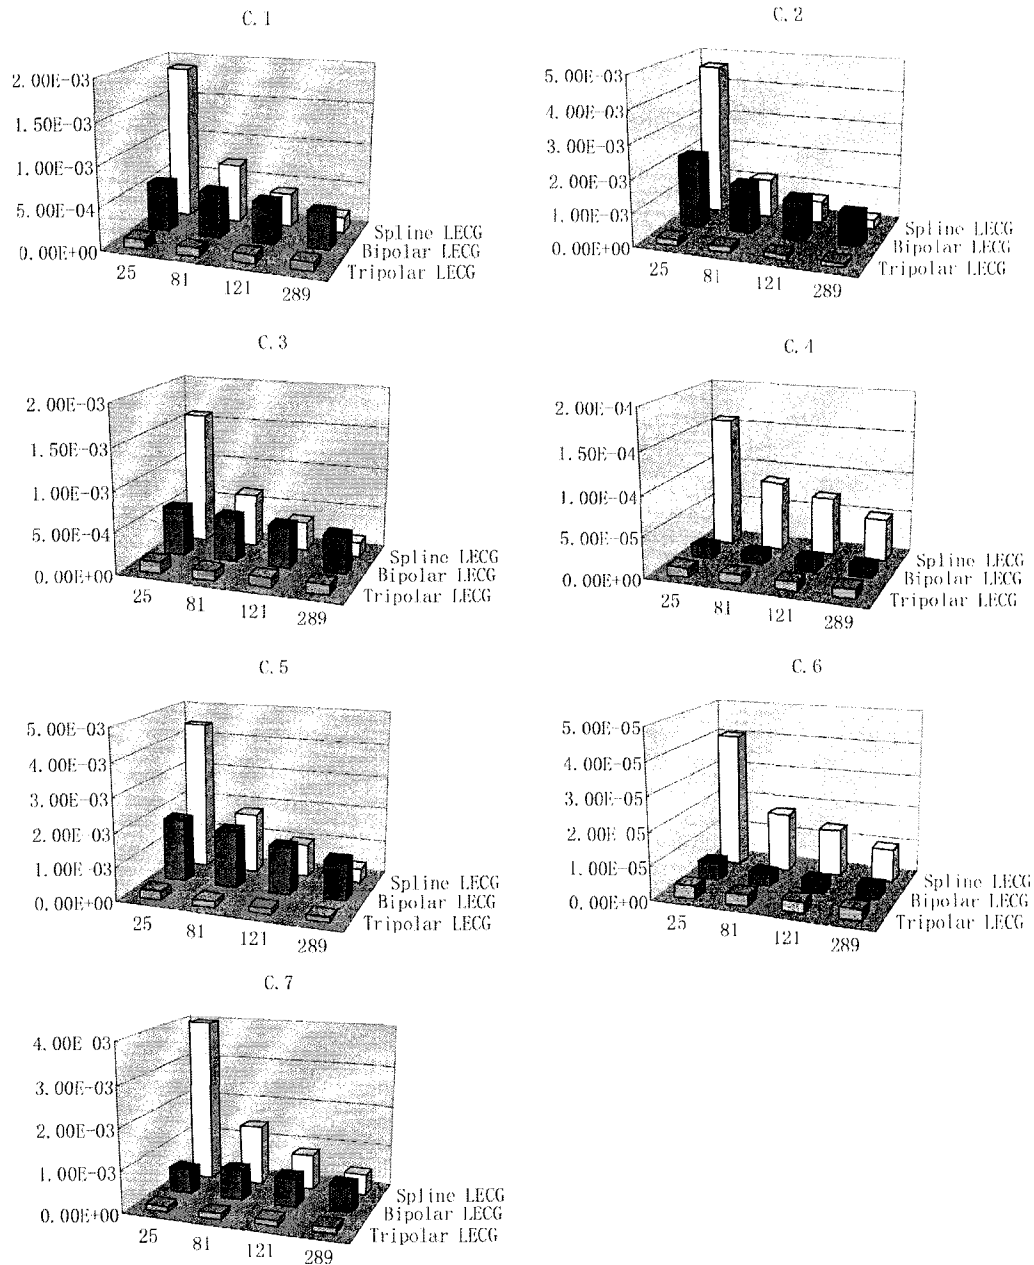 C.1
2.00E-03
1.50E-03
1.00E-03
5.00E-04
0.00E+00
25
81
121
289
Spline LECG
Bipolar LECG
Tripolar LECG
C.2
5.00E-03
4.00E-03
3.00E-03
2.00E-03
1.00E-03
0.00E+00
25
81
121
289
Spline LECG
Bipolar LECG
Tripolar LECG
C.3
2.00E-03
1.50E-03
1.00E-03
5.00E-04
0.00E+00
25
81
121
289
Spline LECG
Bipolar LECG
Tripolar LECG
C.4
2.00E-04
1.50E-04
1.00E-04
5.00E-05
0.00E+00
25
81
121
289
Spline LECG
Bipolar LECG
Tripolar LECG
C.5
5.00E-03
4.00E-03
3.00E-03
2.00E-03
1.00E-03
0.00E+00
25
81
121
289
Spline LECG
Bipolar LECG
Tripolar LECG
C.6
5.00E-05
4.00E-05
3.00E-05
2.00E-05
1.00E-05
0.00E+00
25
81
121
289
Spline LECG
Bipolar LECG
Tripolar LECG
C.7
4.00E-03
3.00E-03
2.00E-03
1.00E-03
0.00E+00
25
81
121
289
Spline LECG
Bipolar LECG
Tripolar LECG